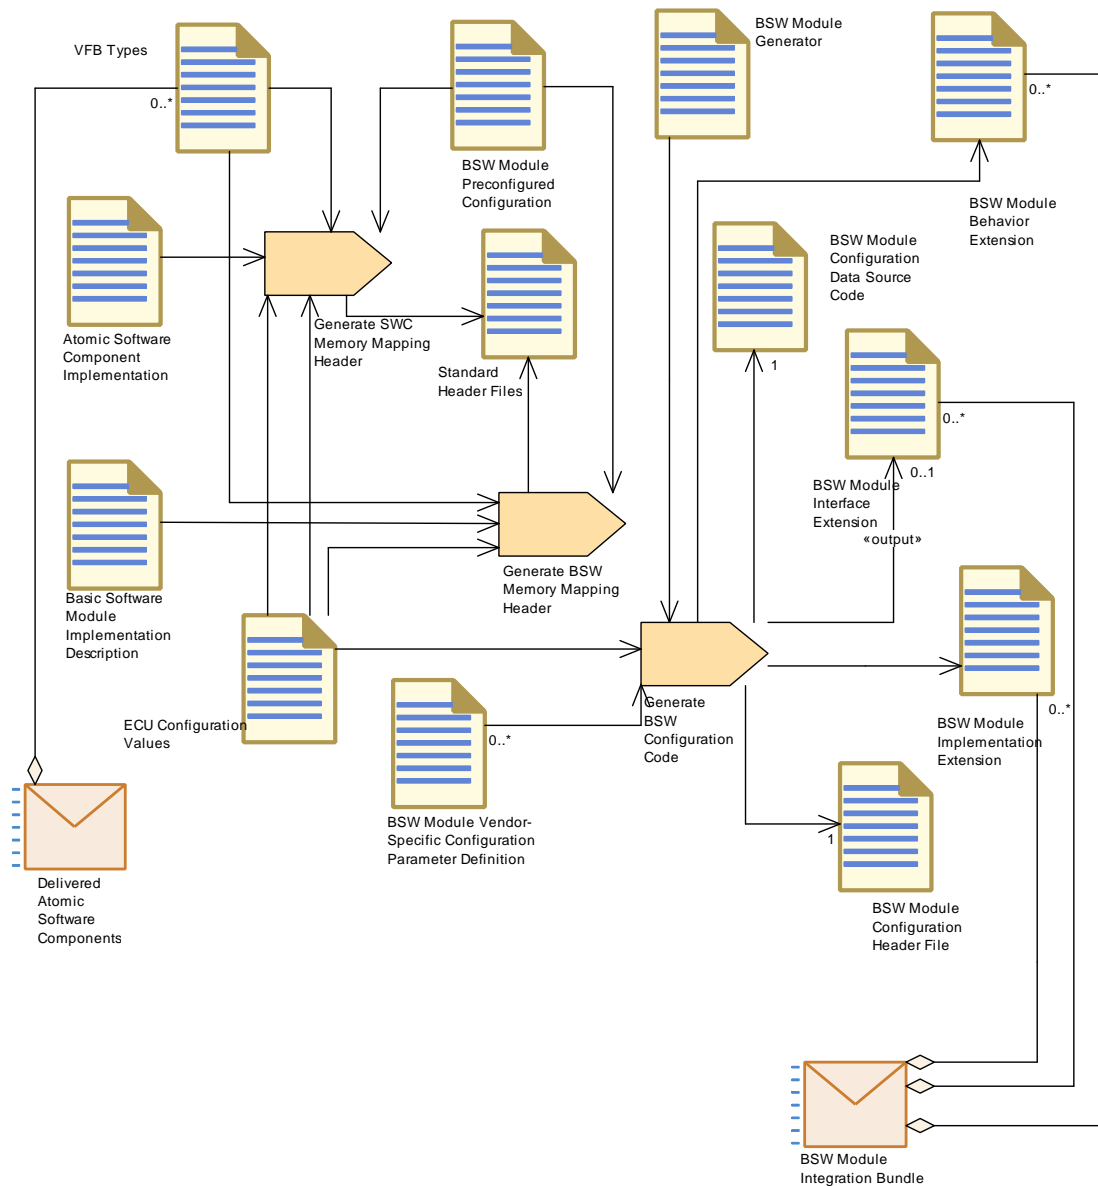 VFB Types
0..*
BSW Module
Preconfigured
Configuration
BSW Module
Generator
0..*
BSW Module
Behavior
Extension
Atomic Software
Component
Implementation
Generate SWC
Memory Mapping
Header
Standard
Header Files
BSW Module
Configuration
Data Source
Code
1
0..*
0..1
BSW Module
Interface
Extension
«output»
Basic Software
Module
Implementation
Description
Generate BSW
Memory Mapping
Header
ECU Configuration
Values
0..*
BSW Module Vendor-
Specific Configuration
Parameter Definition
Generate
BSW
Configuration
Code
0..*
BSW Module
Implementation
Extension
1
BSW Module
Configuration
Header File
Delivered
Atomic
Software
Components
BSW Module
Integration Bundle